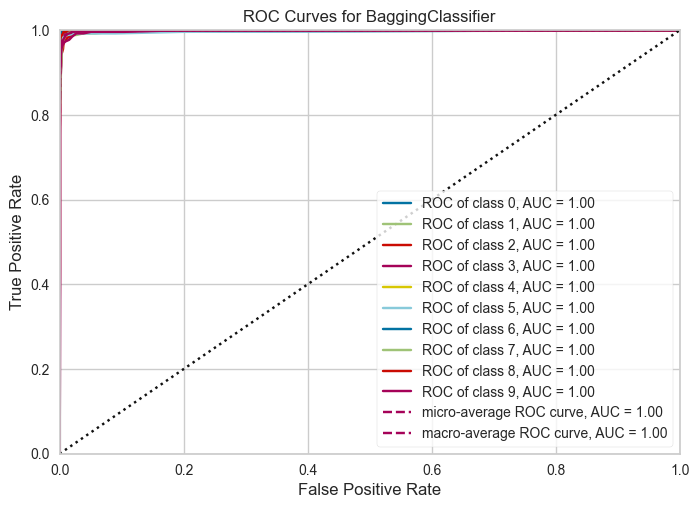 ROC Curves for BaggingClassifier
1.0
0.8
0.6
0.4
0.2
0.0
True Positive Rate
ROC of class 0, AUC = 1.00
ROC of class 1, AUC = 1.00
ROC of class 2, AUC = 1.00
ROC of class 3, AUC = 1.00
ROC of class 4, AUC = 1.00
ROC of class 5, AUC = 1.00
ROC of class 6, AUC = 1.00
ROC of class 7, AUC = 1.00
ROC of class 8, AUC = 1.00
ROC of class 9, AUC = 1.00
micro-average ROC curve, AUC = 1.00
macro-average ROC curve, AUC = 1.00
0.0 0.2 0.4 0.6 0.8 1.0
False Positive Rate